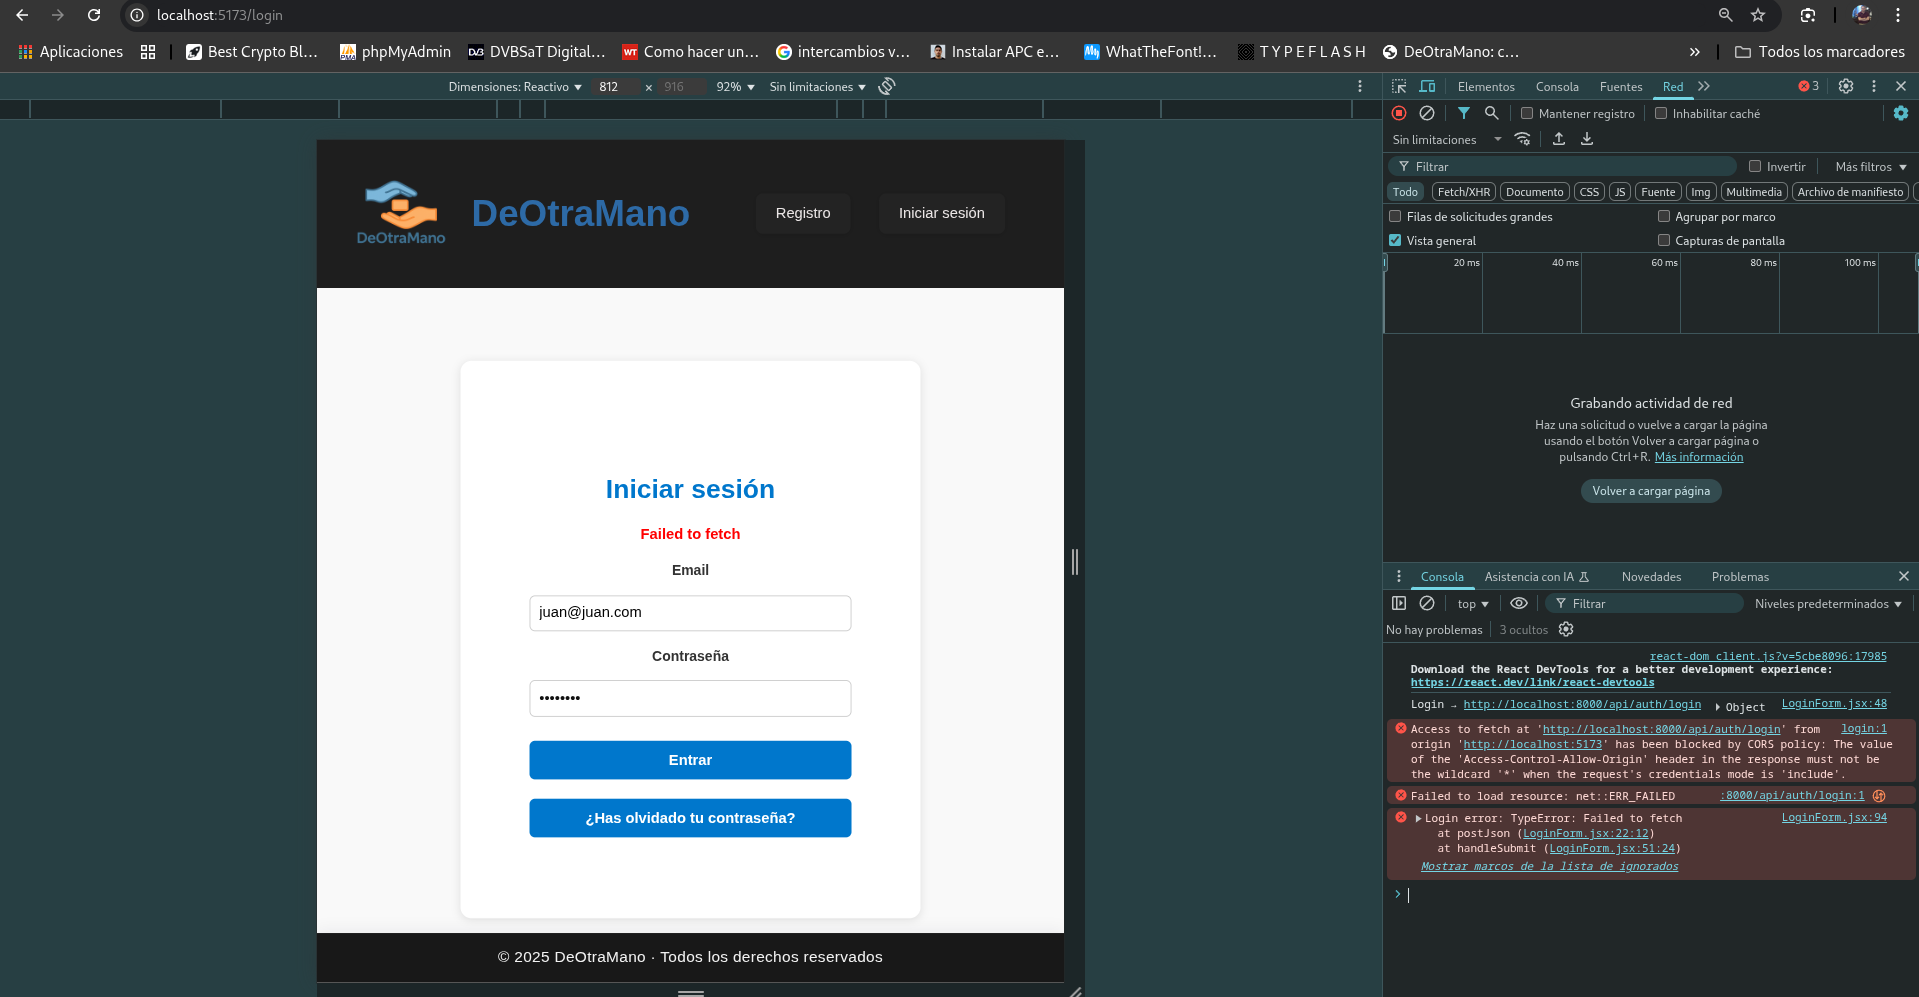 localhost:5173/login
Aplicaciones
Best Crypto Bl...
phpMyAdmin
DVBSaT Digital...
Como hacer un...
intercambios v...
Instalar APC e...
WhatTheFont!...
T Y P E F L A S H
DeOtraMano: c...
Todos los marcadores
Dimensiones: Reactivo
812
×
916
92%
Sin limitaciones
DeOtraMano
DeOtraMano
Registro
Iniciar sesión
Iniciar sesión
Failed to fetch
Email
juan@juan.com
Contraseña
••••••••
Entrar
¿Has olvidado tu contraseña?
© 2025 DeOtraMano · Todos los derechos reservados
Elementos
Consola
Fuentes
Red
3
Mantener registro
Inhabilitar caché
Sin limitaciones
Filtrar
Invertir
Más filtros
Todo
Fetch/XHR
Documento
CSS
JS
Fuente
Img
Multimedia
Archivo de manifiesto
Filas de solicitudes grandes
Agrupar por marco
Vista general
Capturas de pantalla
20 ms
40 ms
60 ms
80 ms
100 ms
Grabando actividad de red
Haz una solicitud o vuelve a cargar la página
usando el botón Volver a cargar página o
pulsando Ctrl+R. Más información
Volver a cargar página
Consola
Asistencia con IA
Novedades
Problemas
top
Filtrar
Niveles predeterminados
No hay problemas
3 ocultos
react-dom_client.js?v=5cbe8096:17985
Download the React DevTools for a better development experience:
https://react.dev/link/react-devtools
Login → http://localhost:8000/api/auth/login ▸ Object LoginForm.jsx:48
Access to fetch at 'http://localhost:8000/api/auth/login' from login:1
origin 'http://localhost:5173' has been blocked by CORS policy: The value
of the 'Access-Control-Allow-Origin' header in the response must not be
the wildcard '*' when the request's credentials mode is 'include'.
Failed to load resource: net::ERR_FAILED :8000/api/auth/login:1
▸ Login error: TypeError: Failed to fetch LoginForm.jsx:94
at postJson (LoginForm.jsx:22:12)
at handleSubmit (LoginForm.jsx:51:24)
Mostrar marcos de la lista de ignorados